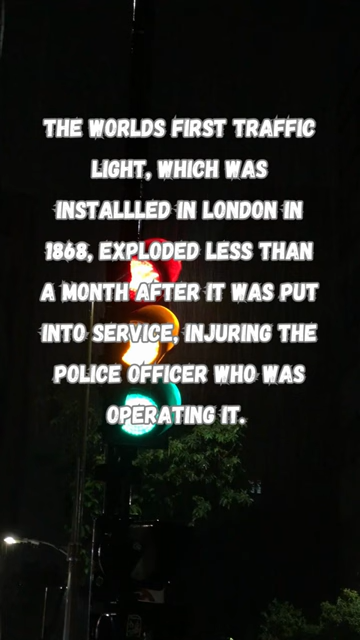 THE WORLDS FIRST TRAFFIC
LIGHT, WHICH WAS
INSTALLLED IN LONDON IN
1868, EXPLODED LESS THAN
A MONTH AFTER IT WAS PUT
INTO SERVICE, INJURING THE
POLICE OFFICER WHO WAS
OPERATING IT.